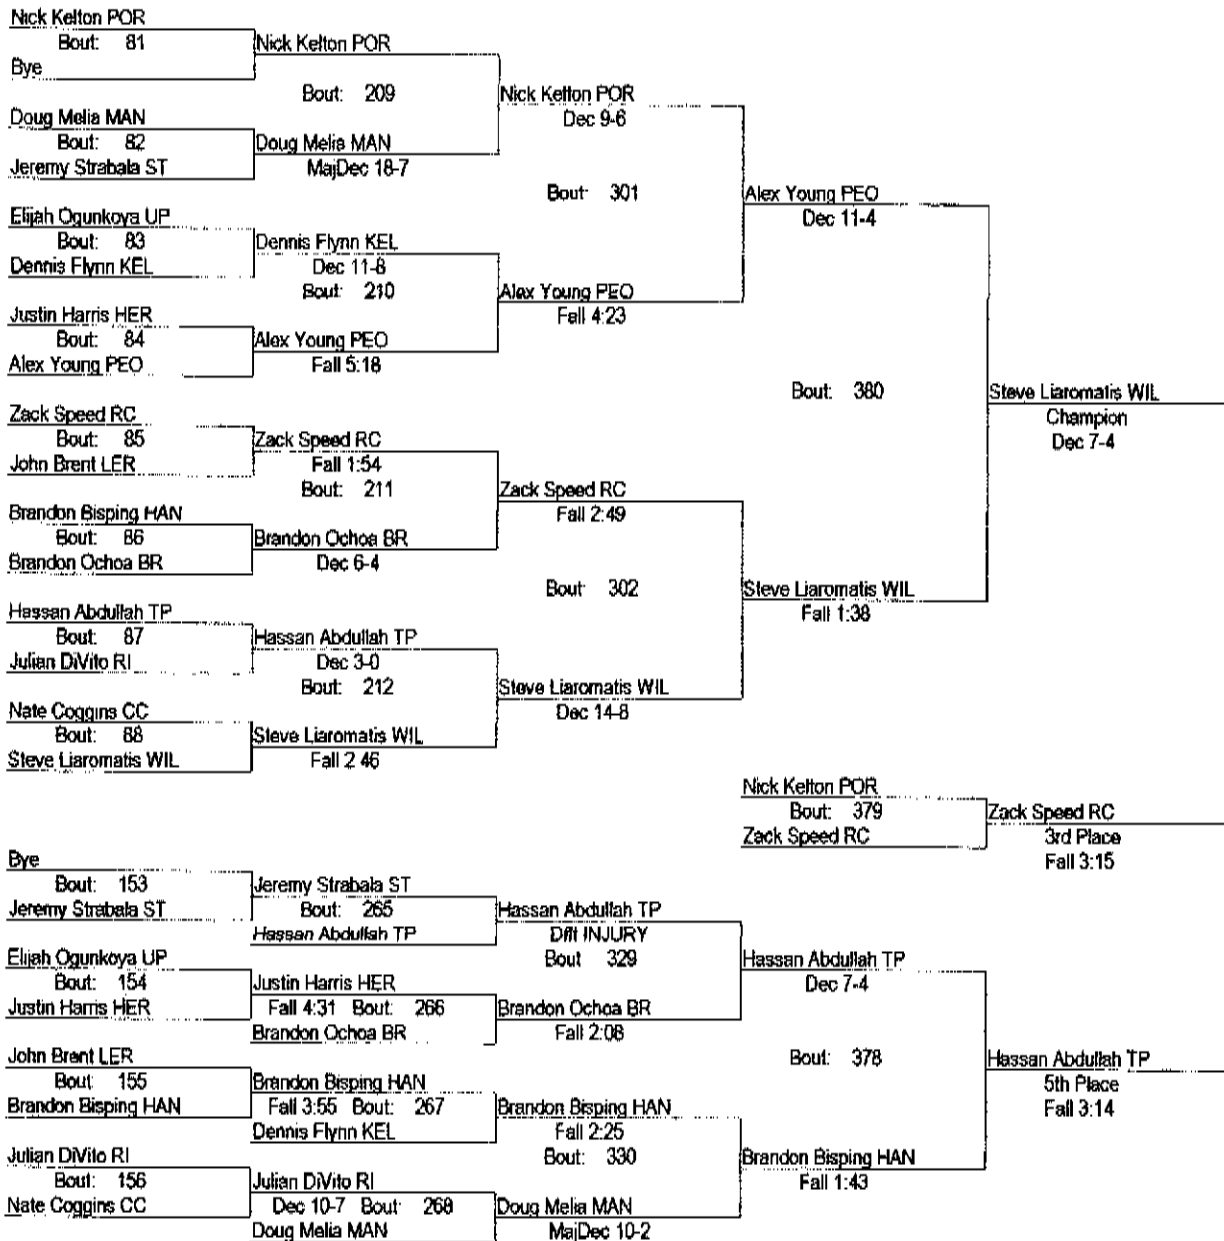 Nick Kelton POR
Bout: 81
Bye
Nick Kelton POR
Bout: 209
Doug Melia MAN
Bout: 82
Jeremy Strabala ST
Doug Melia MAN
MajDec 18-7
Nick Kelton POR
Dec 9-6
Bout: 301
Elijah Ogunkoya UP
Bout: 83
Dennis Flynn KEL
Dennis Flynn KEL
Dec 11-8
Bout: 210
Justin Harris HER
Bout: 84
Alex Young PEO
Alex Young PEO
Fall 5:18
Alex Young PEO
Fall 4:23
Alex Young PEO
Dec 11-4
Bout: 380
Zack Speed RC
Bout: 85
John Brent LER
Zack Speed RC
Fall 1:54
Bout: 211
Brandon Bisping HAN
Bout: 86
Brandon Ochoa BR
Brandon Ochoa BR
Dec 6-4
Zack Speed RC
Fall 2:49
Bout: 302
Hassan Abdullah TP
Bout: 87
Julian DiVito RI
Hassan Abdullah TP
Dec 3-0
Bout: 212
Nate Coggins CC
Bout: 88
Steve Liaromatis WIL
Steve Liaromatis WIL
Fall 2 46
Steve Liaromatis WIL
Dec 14-8
Steve Liaromatis WIL
Fall 1:38
Steve Liaromatis WIL
Champion
Dec 7-4
Nick Kelton POR
Bout: 379
Zack Speed RC
Zack Speed RC
3rd Place
Fall 3:15
Bye
Bout: 153
Jeremy Strabala ST
Jeremy Strabala ST
Bout: 265
Hassan Abdullah TP
Hassan Abdullah TP
Dflt INJURY
Bout 329
Elijah Ogunkoya UP
Bout: 154
Justin Harris HER
Justin Harris HER
Fall 4:31 Bout: 266
Brandon Ochoa BR
Brandon Ochoa BR
Fall 2:08
Hassan Abdullah TP
Dec 7-4
Bout: 378
John Brent LER
Bout: 155
Brandon Bisping HAN
Brandon Bisping HAN
Fall 3:55 Bout: 267
Dennis Flynn KEL
Brandon Bisping HAN
Fall 2:25
Bout: 330
Julian DiVito RI
Bout: 156
Nate Coggins CC
Julian DiVito RI
Dec 10-7 Bout: 268
Doug Melia MAN
Doug Melia MAN
MajDec 10-2
Brandon Bisping HAN
Fall 1:43
Hassan Abdullah TP
5th Place
Fall 3:14